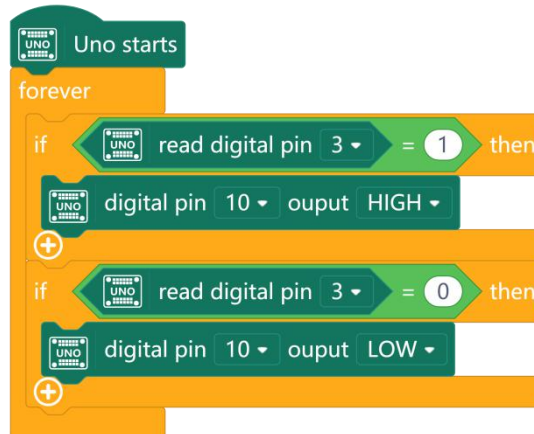 UNO Uno starts
forever
if UNO read digital pin 3 = 1 then
UNO digital pin 10 ouput HIGH
if UNO read digital pin 3 = 0 then
UNO digital pin 10 ouput LOW